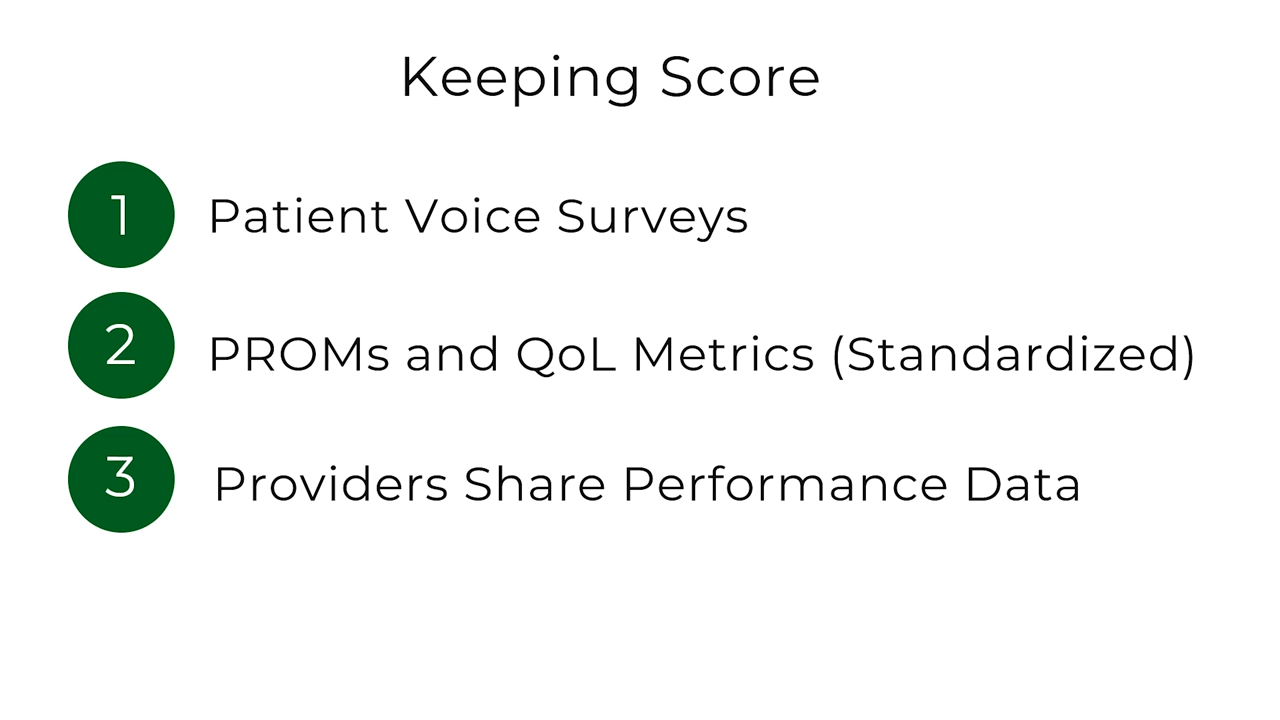 Keeping Score
1 Patient Voice Surveys
2 PROMs and QoL Metrics (Standardized)
3 Providers Share Performance Data